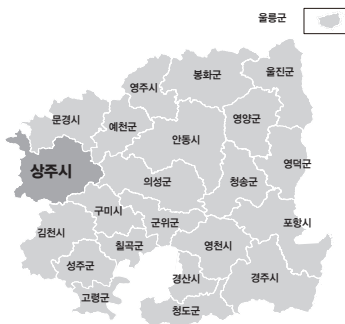 울릉군
봉화군
울진군
영주시
문경시
예천군
영양군
안동시
영덕군
상주시
의성군
청송군
구미시
군위군
포항시
김천시
칠곡군
영천시
성주군
경산시
경주시
고령군
청도군